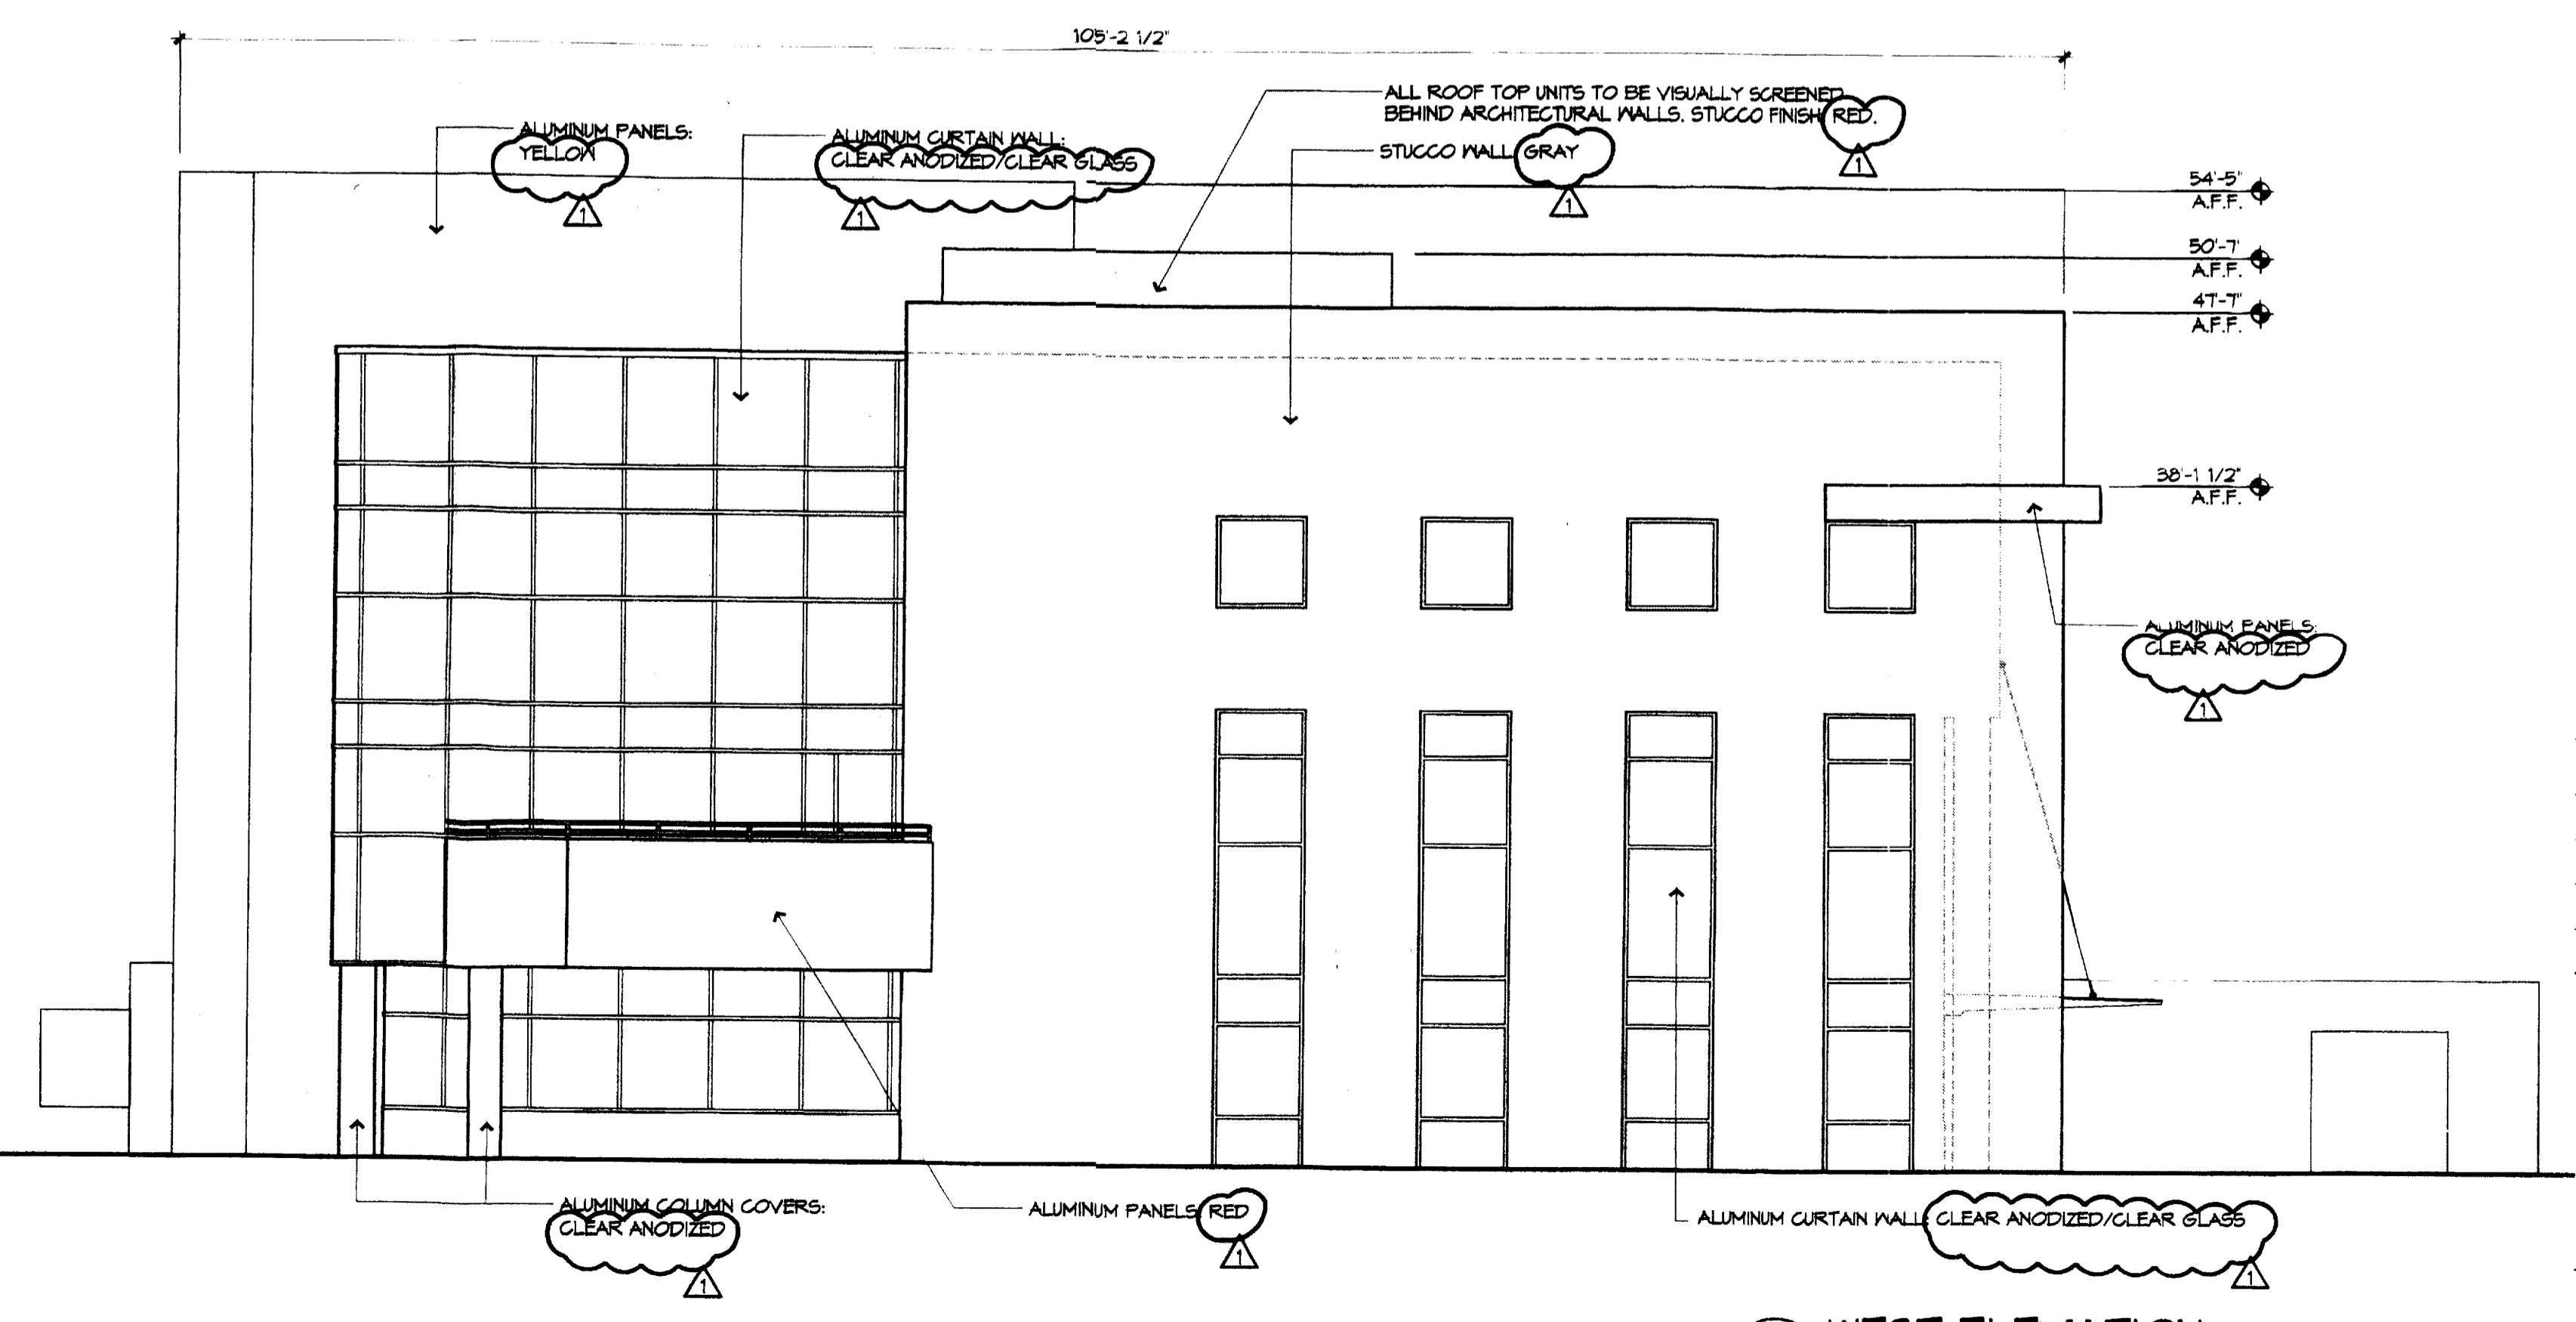 105'-2 1/2"
ALL ROOF TOP UNITS TO BE VISUALLY SCREENED
BEHIND ARCHITECTURAL WALLS. STUCCO FINISH: RED.
1
ALUMINUM PANELS:
YELLOW
1
ALUMINUM CURTAIN WALL:
CLEAR ANODIZED/CLEAR GLASS
1
STUCCO WALL: GRAY
1
54'-5"
A.F.F.
50'-7"
A.F.F.
47'-7"
A.F.F.
38'-1 1/2"
A.F.F.
ALUMINUM PANELS:
CLEAR ANODIZED
1
ALUMINUM COLUMN COVERS:
CLEAR ANODIZED
1
ALUMINUM PANELS: RED
1
ALUMINUM CURTAIN WALL: CLEAR ANODIZED/CLEAR GLASS
1
WEST ELEVATION